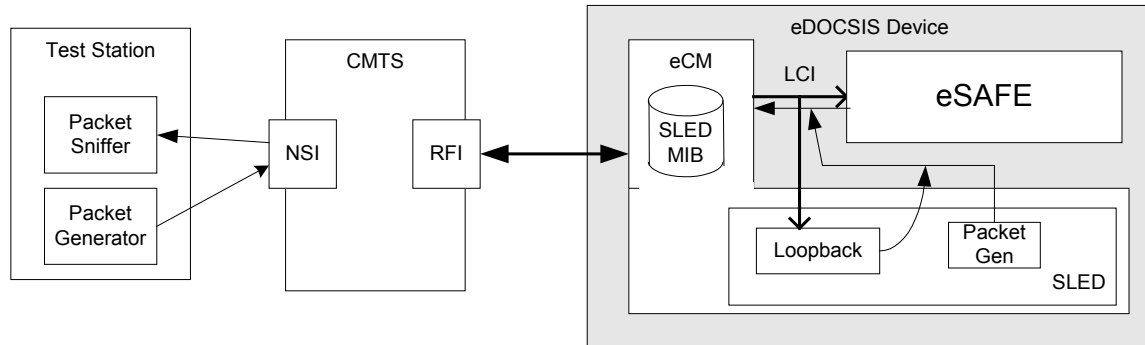 Test Station
Packet
Sniffer
Packet
Generator
CMTS
NSI
RFI
eDOCSIS Device
eCM
SLED
MIB
LCI
eSAFE
Loopback
Packet
Gen
SLED